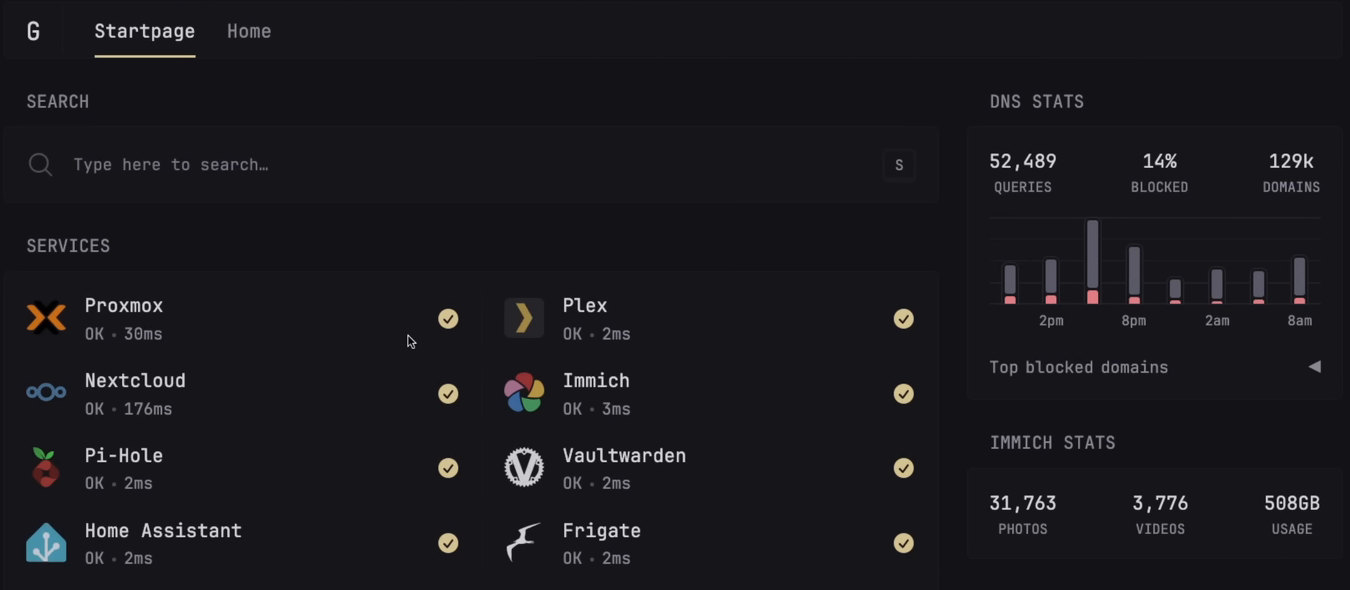 G
Startpage
Home
SEARCH
Type here to search…
S
SERVICES
Proxmox
OK • 30ms
Plex
OK • 2ms
Nextcloud
OK • 176ms
Immich
OK • 3ms
Pi-Hole
OK • 2ms
Vaultwarden
OK • 2ms
Home Assistant
OK • 2ms
Frigate
OK • 2ms
DNS STATS
52,489 14% 129k
QUERIES BLOCKED DOMAINS
2pm 8pm 2am 8am
Top blocked domains
IMMICH STATS
31,763 3,776 508GB
PHOTOS VIDEOS USAGE